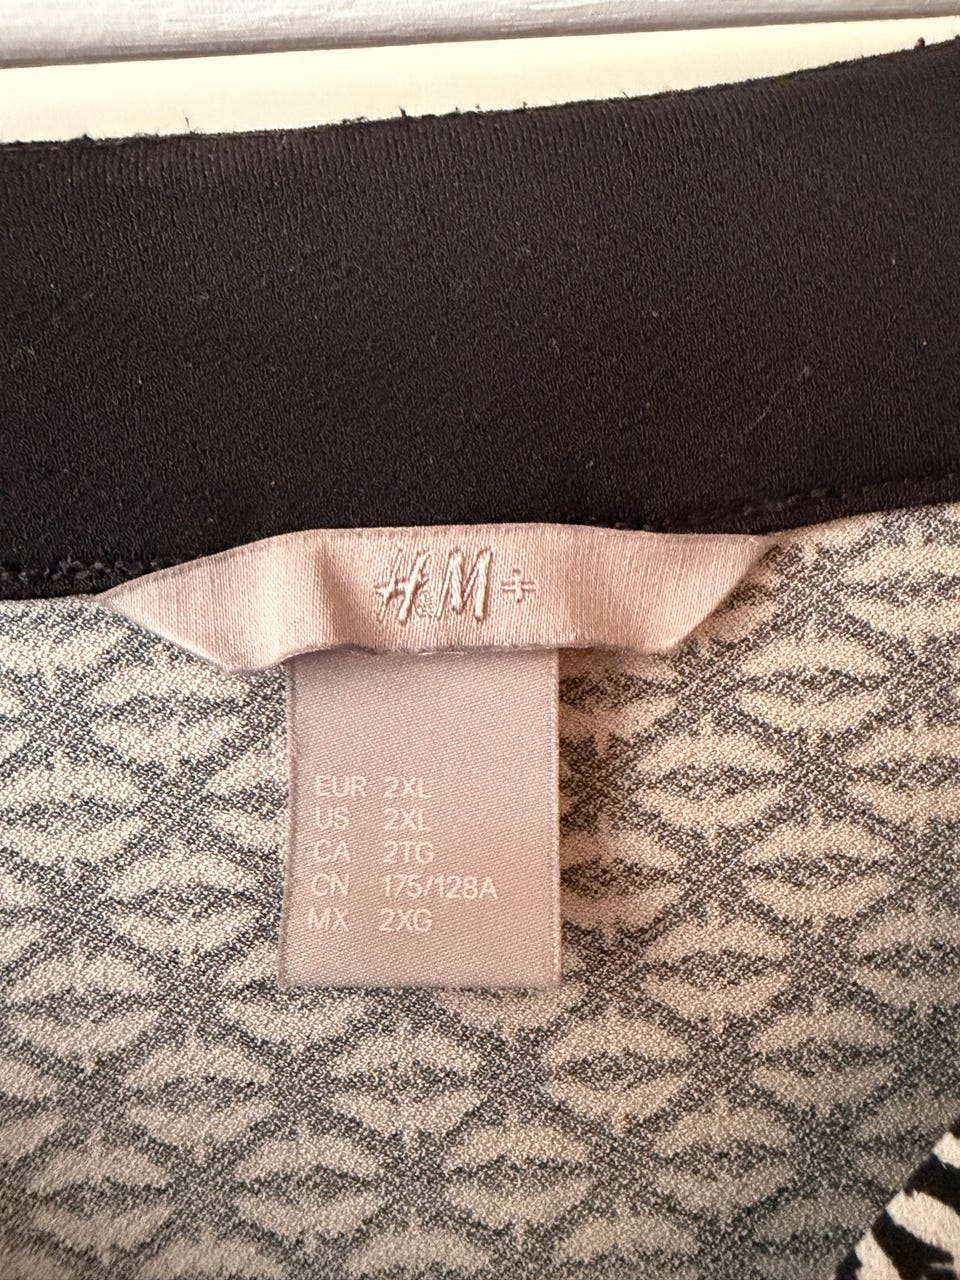 H&M+
EUR 2XL
US 2XL
CA 2TG
CN 175/128A
MX 2XG